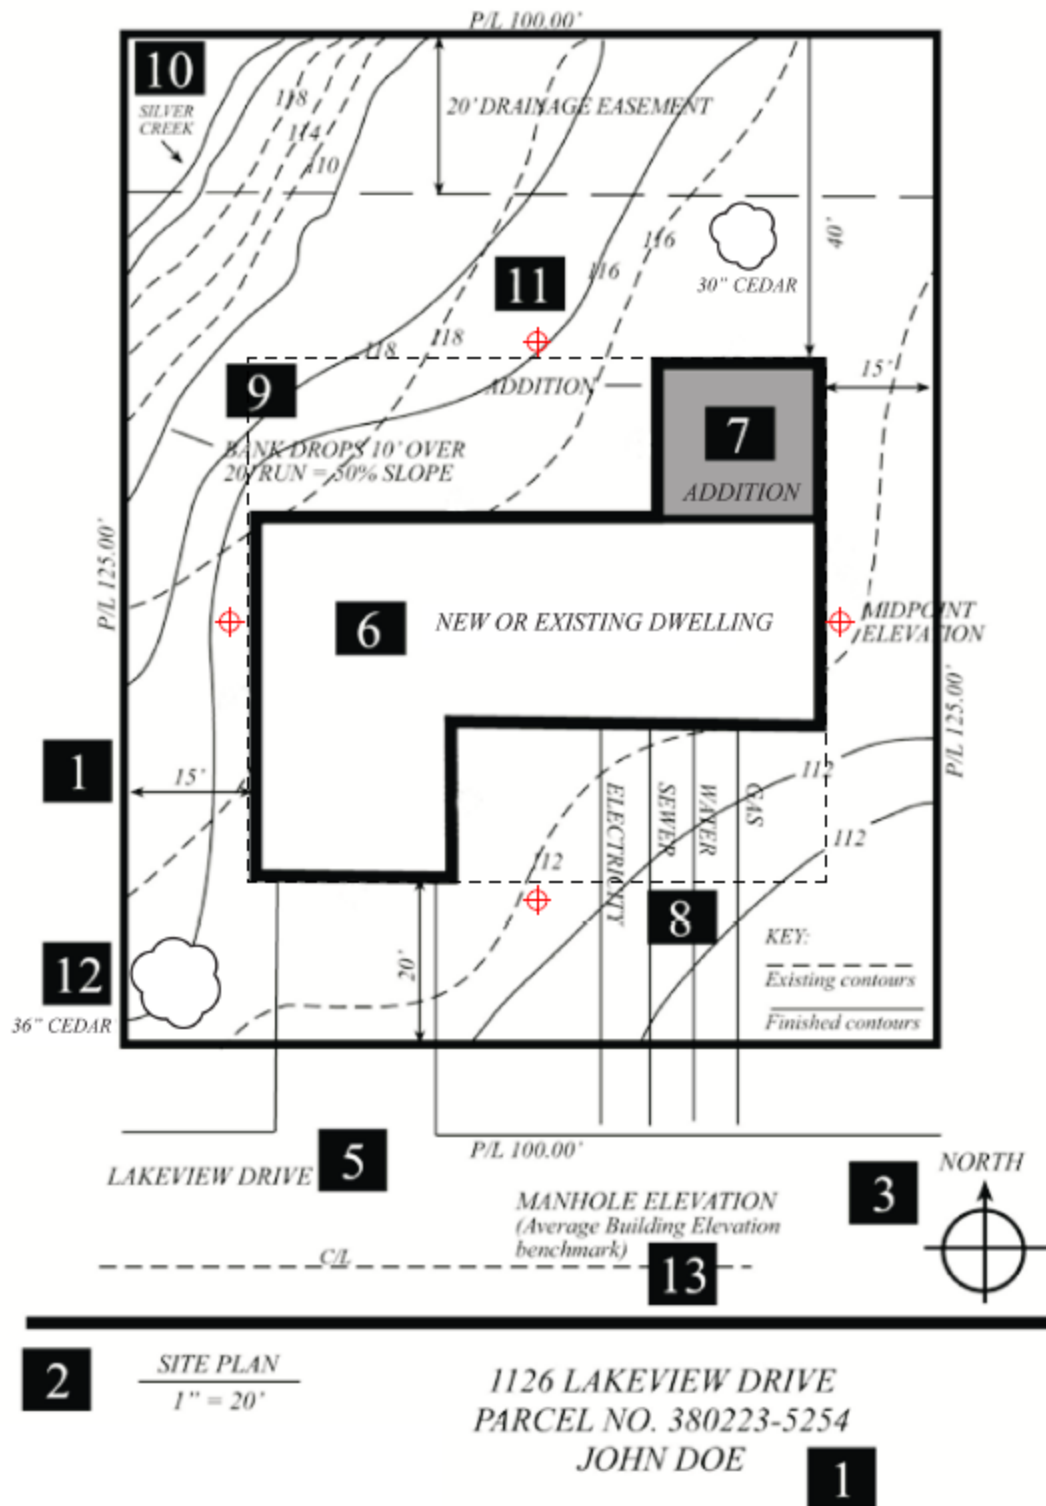 P/L 100.00'
10
SILVER
CREEK
118
114
110
20' DRAINAGE EASEMENT
40'
116
116
30" CEDAR
11
118
118
9
ADDITION
15'
7
ADDITION
BANK DROPS 10' OVER
20' RUN = 50% SLOPE
P/L 125.00'
6
NEW OR EXISTING DWELLING
MIDPOINT
ELEVATION
P/L 125.00'
1
15'
112
ELECTRICITY
SEWER
WATER
GAS
112
112
8
12
36" CEDAR
20'
KEY:
Existing contours
Finished contours
5
LAKEVIEW DRIVE
P/L 100.00'
3
NORTH
MANHOLE ELEVATION
(Average Building Elevation
benchmark)
C/L
13
2
SITE PLAN
1" = 20'
1126 LAKEVIEW DRIVE
PARCEL NO. 380223-5254
JOHN DOE
1